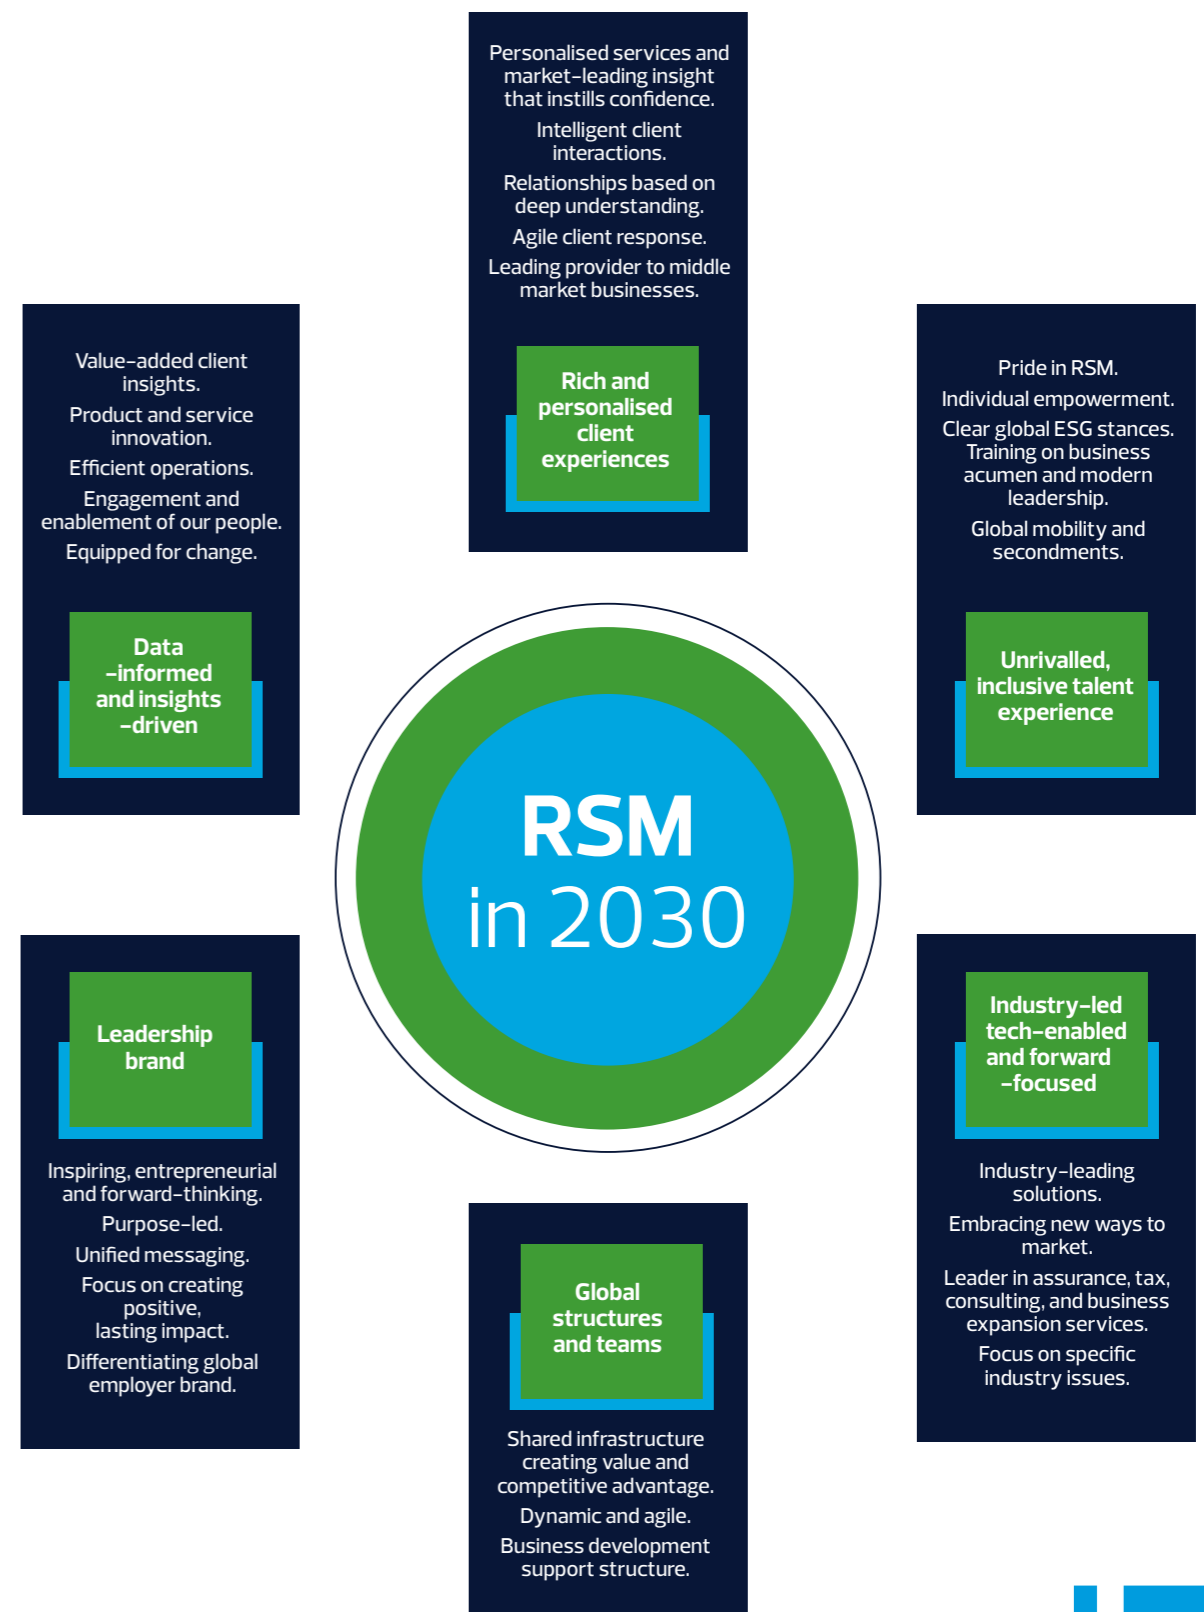 Personalised services and
market-leading insight
that instills confidence.
Intelligent client
interactions.
Relationships based on
deep understanding.
Agile client response.
Leading provider to middle
market businesses.
Rich and
personalised
client
experiences
Value-added client
insights.
Product and service
innovation.
Efficient operations.
Engagement and
enablement of our people.
Equipped for change.
Data
-informed
and insights
-driven
Pride in RSM.
Individual empowerment.
Clear global ESG stances.
Training on business
acumen and modern
leadership.
Global mobility and
secondments.
Unrivalled,
inclusive talent
experience
RSM
in 2030
Leadership
brand
Inspiring, entrepreneurial
and forward-thinking.
Purpose-led.
Unified messaging.
Focus on creating
positive,
lasting impact.
Differentiating global
employer brand.
Industry-led
tech-enabled
and forward
-focused
Industry-leading
solutions.
Embracing new ways to
market.
Leader in assurance, tax,
consulting, and business
expansion services.
Focus on specific
industry issues.
Global
structures
and teams
Shared infrastructure
creating value and
competitive advantage.
Dynamic and agile.
Business development
support structure.